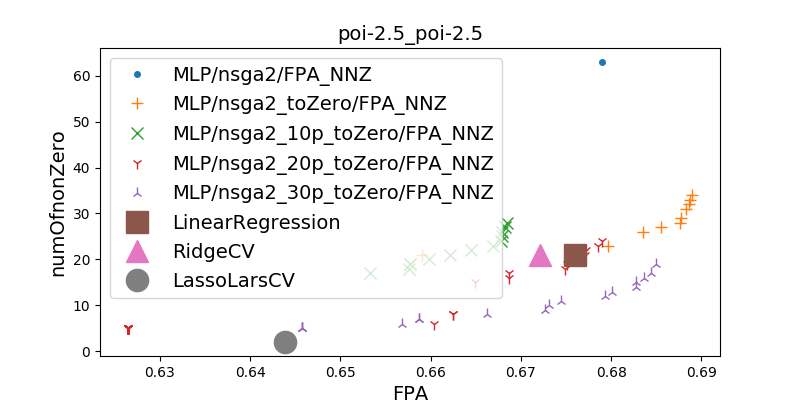 poi-2.5_poi-2.5
MLP/nsga2/FPA_NNZ
MLP/nsga2_toZero/FPA_NNZ
MLP/nsga2_10p_toZero/FPA_NNZ
MLP/nsga2_20p_toZero/FPA_NNZ
MLP/nsga2_30p_toZero/FPA_NNZ
LinearRegression
RidgeCV
LassoLarsCV
numOfnonZero
60
50
40
30
20
10
0
0.63 0.64 0.65 0.66 0.67 0.68 0.69
FPA